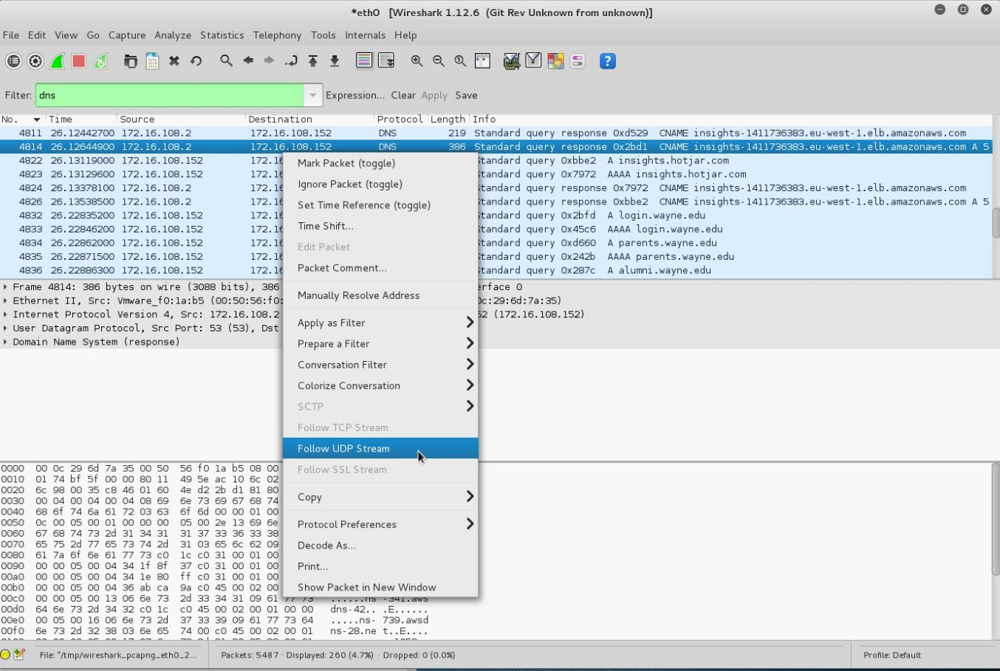 *eth0 [Wireshark 1.12.6 (Git Rev Unknown from unknown)]
File Edit View Go Capture Analyze Statistics Telephony Tools Internals Help
Filter: dns Expression... Clear Apply Save
No. Time Source Destination Protocol Length Info
4811 26.12442700 172.16.108.2 172.16.108.152 DNS 219 Standard query response 0xd529 CNAME insights-1411736383.eu-west-1.elb.amazonaws.com
4814 26.12644900 172.16.108.2 172.16.108.152 DNS 386 Standard query response 0x2bd1 CNAME insights-1411736383.eu-west-1.elb.amazonaws.com A 5
4822 26.13119000 172.16.108.152 172.16 Standard query 0xbbe2 A insights.hotjar.com
4823 26.13129600 172.16.108.152 172.16 Standard query 0x7972 AAAA insights.hotjar.com
4824 26.13378100 172.16.108.2 172.16 Standard query response 0x7972 CNAME insights-1411736383.eu-west-1.elb.amazonaws.com
4826 26.13538500 172.16.108.2 172.16 Standard query response 0xbbe2 CNAME insights-1411736383.eu-west-1.elb.amazonaws.com A 5
4832 26.22835200 172.16.108.152 172.16 Standard query 0x2bfd A login.wayne.edu
4833 26.22846200 172.16.108.152 172.16 Standard query 0x45c6 AAAA login.wayne.edu
4834 26.22862000 172.16.108.152 172.16 Standard query 0xd660 A parents.wayne.edu
4835 26.22871500 172.16.108.152 172.16 Standard query 0x242b AAAA parents.wayne.edu
4836 26.22886300 172.16.108.152 172.16 Standard query 0x287c A alumni.wayne.edu
Mark Packet (toggle)
Ignore Packet (toggle)
Set Time Reference (toggle)
Time Shift...
Edit Packet
Packet Comment...
Manually Resolve Address
Apply as Filter
Prepare a Filter
Conversation Filter
Colorize Conversation
SCTP
Follow TCP Stream
Follow UDP Stream
Follow SSL Stream
Copy
Protocol Preferences
Decode As...
Print...
Show Packet in New Window
Frame 4814: 386 bytes on wire (3088 bits), 386 erface 0
Ethernet II, Src: Vmware_f0:1a:b5 (00:50:56:f0: 0c:29:6d:7a:35)
Internet Protocol Version 4, Src: 172.16.108.2 52 (172.16.108.152)
User Datagram Protocol, Src Port: 53 (53), Dst
Domain Name System (response)
0000 00 0c 29 6d 7a 35 00 50 56 f0 1a b5 08 00
0010 01 74 bf 5f 00 00 80 11 49 5e ac 10 6c 02
0020 6c 98 00 35 c8 46 01 60 4e d2 2b d1 81 80
0030 00 04 00 04 00 04 08 69 6e 73 69 67 68 74
0040 68 6f 74 6a 61 72 03 63 6f 6d 00 00 01 00
0050 0c 00 05 00 01 00 00 00 05 00 2e 13 69 6e
0060 67 68 74 73 2d 31 34 31 31 37 33 36 33 38
0070 65 75 2d 77 65 73 74 2d 31 03 65 6c 62 09
0080 61 7a 6f 6e 61 77 73 c0 1c c0 31 00 01 00
0090 00 00 05 00 04 34 1f 8f 37 c0 31 00 01 00
00a0 00 00 05 00 04 34 1e 80 ff c0 31 00 01 00
00b0 00 00 05 00 04 36 ab ca 9a c0 45 00 02 00
00c0 00 00 05 00 13 06 6e 73 2d 33 34 31 09 61 77 73 ......ns -341.aws
00d0 64 6e 73 2d 34 32 c0 1c c0 45 00 02 00 01 00 00 dns-42.. .E......
00e0 00 05 00 16 06 6e 73 2d 37 33 39 09 61 77 73 64 .....ns- 739.awsd
00f0 6e 73 2d 32 38 03 6e 65 74 00 c0 45 00 02 00 01 ns-28.ne t..E....
File: "/tmp/wireshark_pcapng_eth0_2... Packets: 5487 · Displayed: 260 (4.7%) · Dropped: 0 (0.0%) Profile: Default